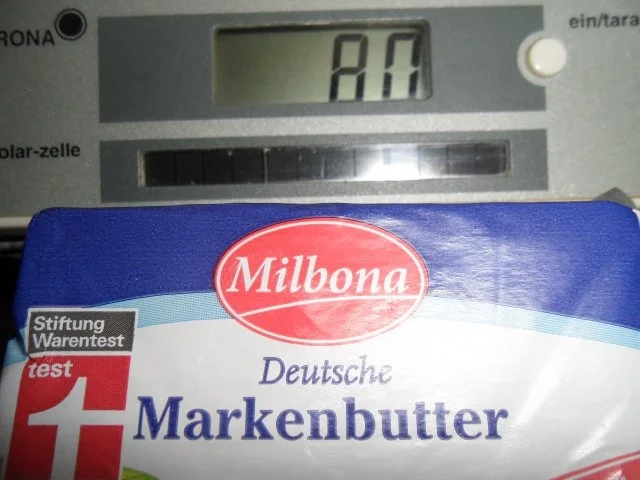 RONA
ein/tara
olar-zelle
Milbona
Stiftung
Warentest
test
Deutsche
Markenbutter